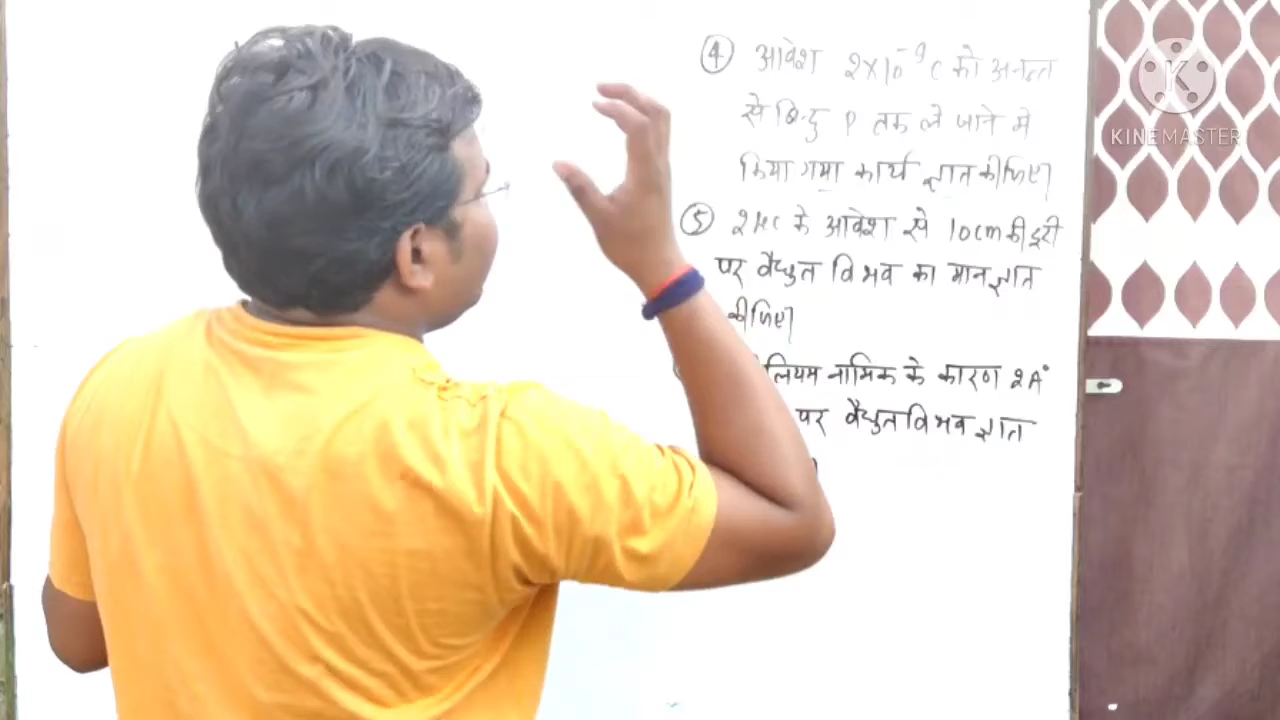 ④ आवेश 2×10⁻⁹ C को अनन्त
से बिन्दु P तक ले जाने में
किया गया कार्य ज्ञात कीजिए।
⑤ 2μC के आवेश से 10cm की दूरी
पर वैद्युत विभव का मान ज्ञात
कीजिए।
लियम नाभिक के कारण 2A°
पर वैद्युत विभव ज्ञात
KINEMASTER